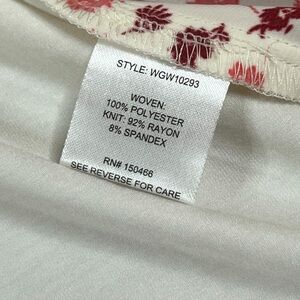 STYLE: WGW10293
WOVEN:
100% POLYESTER
KNIT: 92% RAYON
8% SPANDEX
RN# 150466
SEE REVERSE FOR CARE